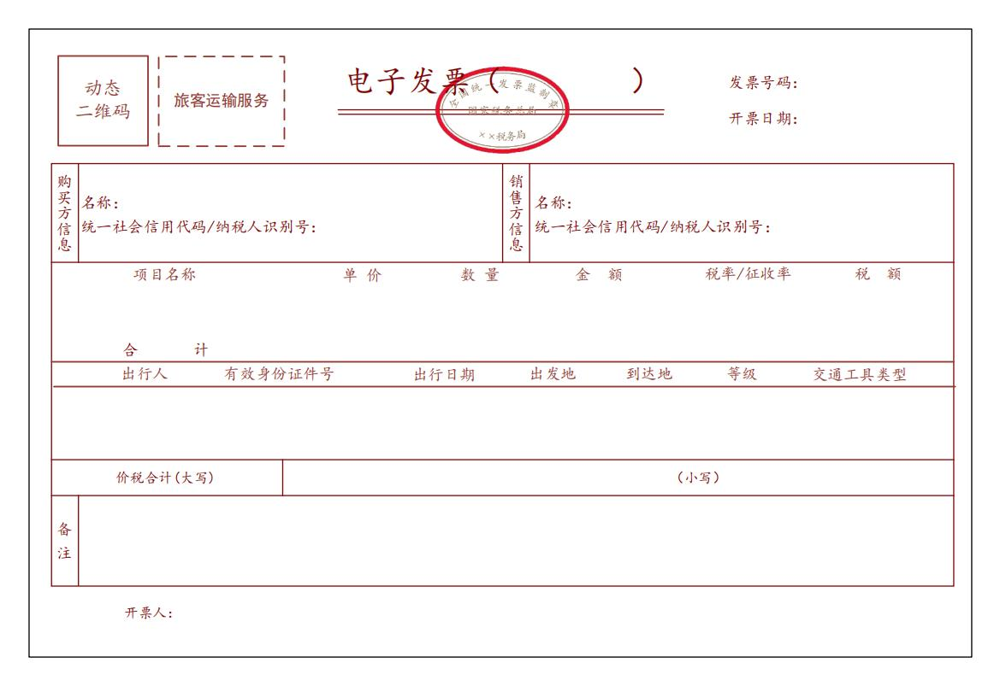 动态
二维码
旅客运输服务
电子发票（　　　　）
全国统一发票监制章
国家税务总局
××税务局
发票号码：
开票日期：
购买方信息
名称：
统一社会信用代码/纳税人识别号：
销售方信息
名称：
统一社会信用代码/纳税人识别号：
项目名称 单 价 数 量 金 额 税率/征收率 税 额
合 计
出行人 有效身份证件号 出行日期 出发地 到达地 等级 交通工具类型
价税合计(大写) （小写）
备注
开票人：